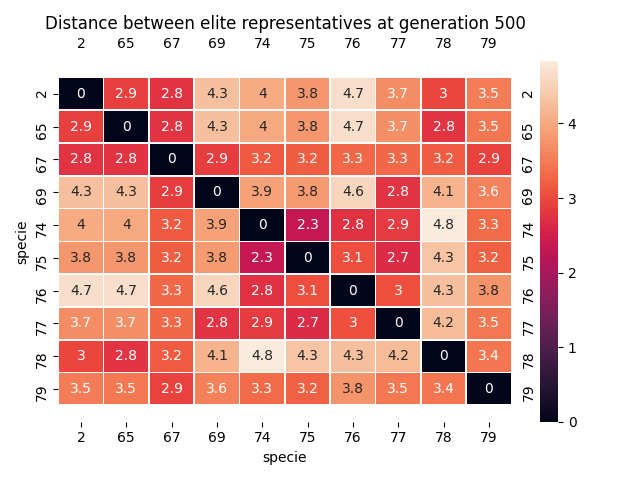 Distance between elite representatives at generation 500
2 65 67 69 74 75 76 77 78 79
2 0 2.9 2.8 4.3 4 3.8 4.7 3.7 3 3.5 2
65 2.9 0 2.8 4.3 4 3.8 4.7 3.7 2.8 3.5 65
67 2.8 2.8 0 2.9 3.2 3.2 3.3 3.3 3.2 2.9 67
69 4.3 4.3 2.9 0 3.9 3.8 4.6 2.8 4.1 3.6 69
74 4 4 3.2 3.9 0 2.3 2.8 2.9 4.8 3.3 74
75 3.8 3.8 3.2 3.8 2.3 0 3.1 2.7 4.3 3.2 75
76 4.7 4.7 3.3 4.6 2.8 3.1 0 3 4.3 3.8 76
77 3.7 3.7 3.3 2.8 2.9 2.7 3 0 4.2 3.5 77
78 3 2.8 3.2 4.1 4.8 4.3 4.3 4.2 0 3.4 78
79 3.5 3.5 2.9 3.6 3.3 3.2 3.8 3.5 3.4 0 79
2 65 67 69 74 75 76 77 78 79
specie
specie
4
3
2
1
0